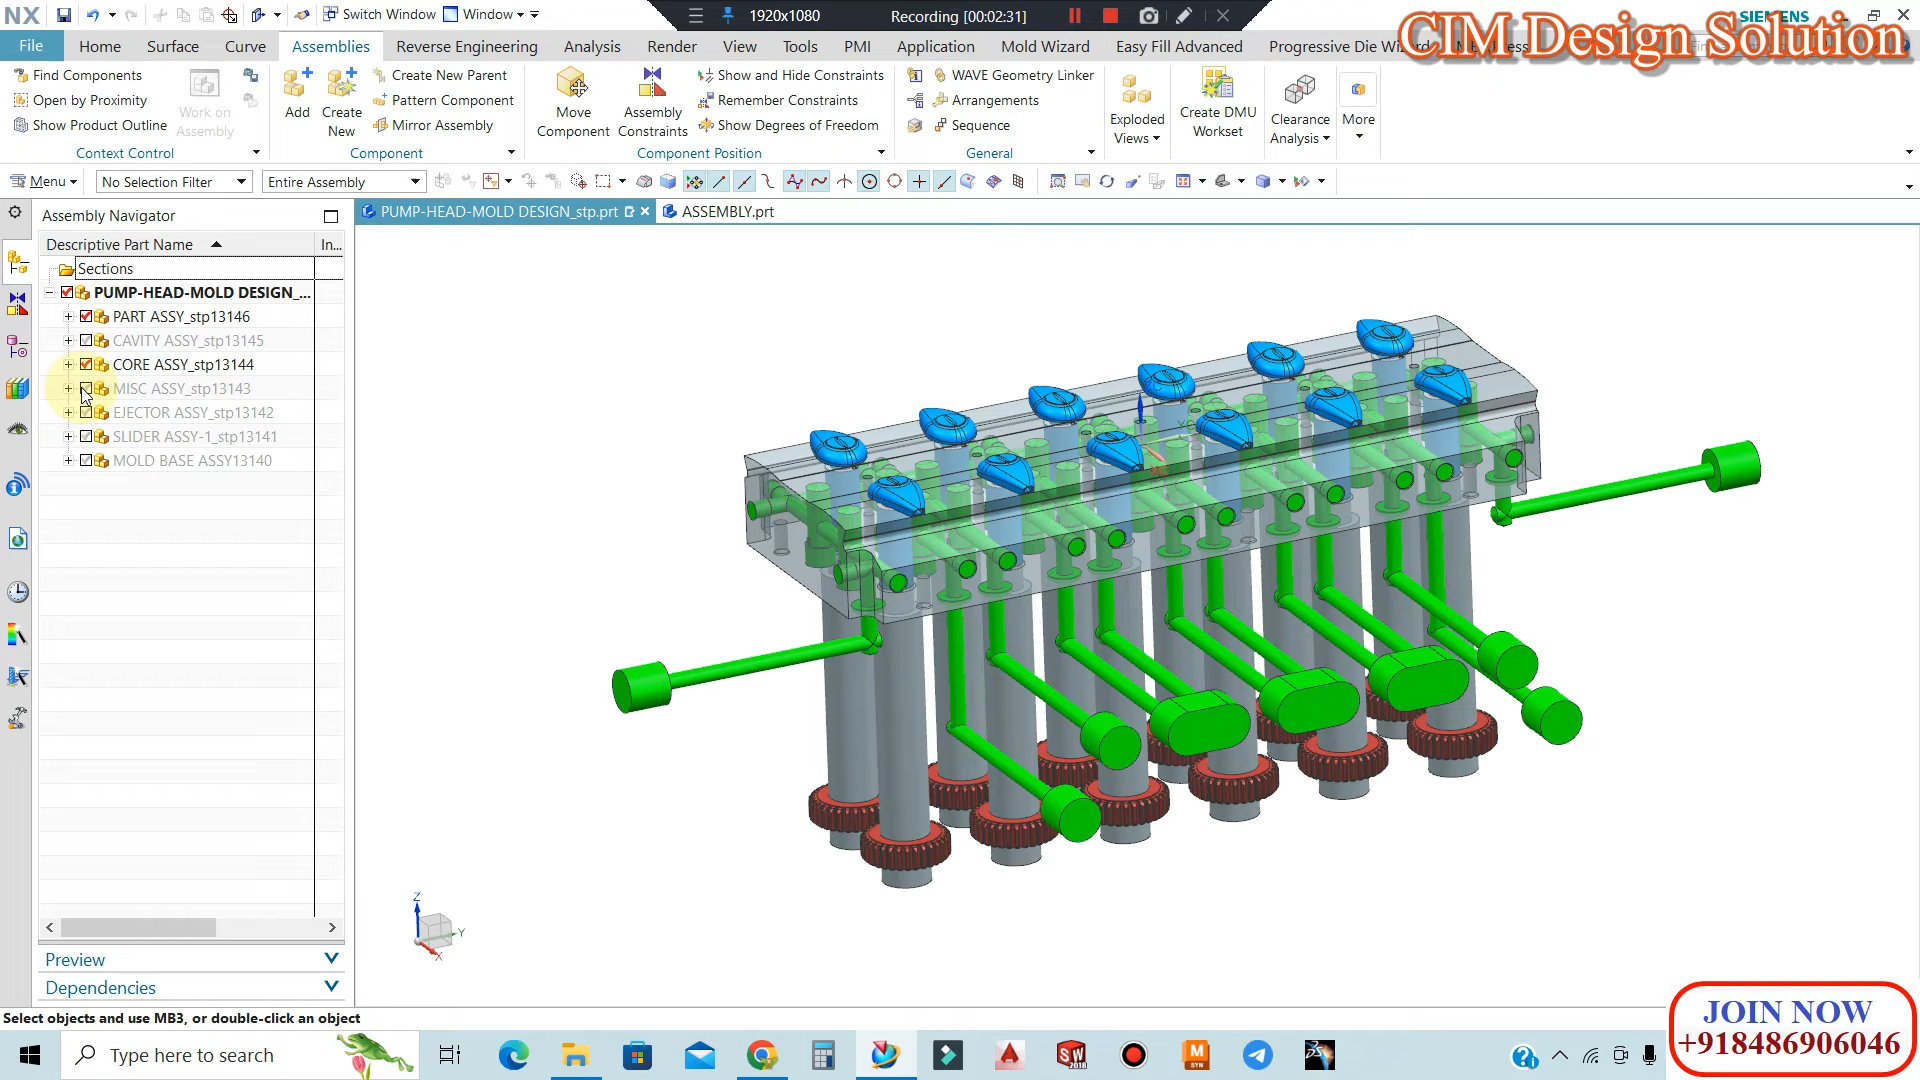 NX
Switch Window
Window
1920x1080
Recording [00:02:31]
SIEMENS
CIM Design Solution
File
Home
Surface
Curve
Assemblies
Reverse Engineering
Analysis
Render
View
Tools
PMI
Application
Mold Wizard
Easy Fill Advanced
Progressive Die Wizard
Find Components
Open by Proximity
Show Product Outline
Work on
Assembly
Context Control
Add
Create
New
Create New Parent
Pattern Component
Mirror Assembly
Component
Move
Component
Assembly
Constraints
Show and Hide Constraints
Remember Constraints
Show Degrees of Freedom
Component Position
WAVE Geometry Linker
Arrangements
Sequence
General
Exploded
Views
Create DMU
Workset
Clearance
Analysis
More
Menu
No Selection Filter
Entire Assembly
Assembly Navigator
PUMP-HEAD-MOLD DESIGN_stp.prt
ASSEMBLY.prt
Descriptive Part Name
In...
Sections
PUMP-HEAD-MOLD DESIGN_...
PART ASSY_stp13146
CAVITY ASSY_stp13145
CORE ASSY_stp13144
MISC ASSY_stp13143
EJECTOR ASSY_stp13142
SLIDER ASSY-1_stp13141
MOLD BASE ASSY13140
Z
Y
X
Preview
Dependencies
Select objects and use MB3, or double-click an object
JOIN NOW
+918486906046
Type here to search